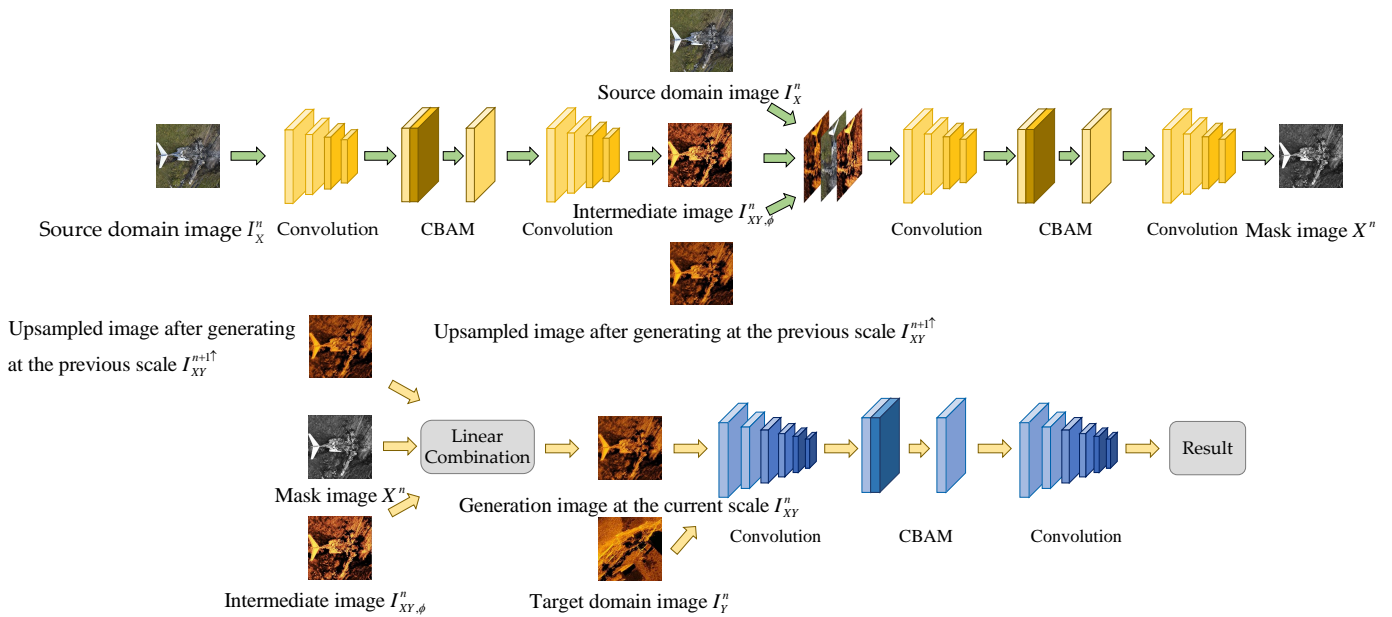 Source domain image $I_X^n$
Source domain image $I_X^n$
Convolution
CBAM
Convolution
Intermediate image $I_{XY,\phi}^n$
Convolution
CBAM
Convolution
Mask image $X^n$
Upsampled image after generating at the previous scale $I_{XY}^{n+1\uparrow}$
Upsampled image after generating
at the previous scale $I_{XY}^{n+1\uparrow}$
Mask image $X^n$
Intermediate image $I_{XY,\phi}^n$
Linear
Combination
Generation image at the current scale $I_{XY}^n$
Target domain image $I_Y^n$
Convolution
CBAM
Convolution
Result